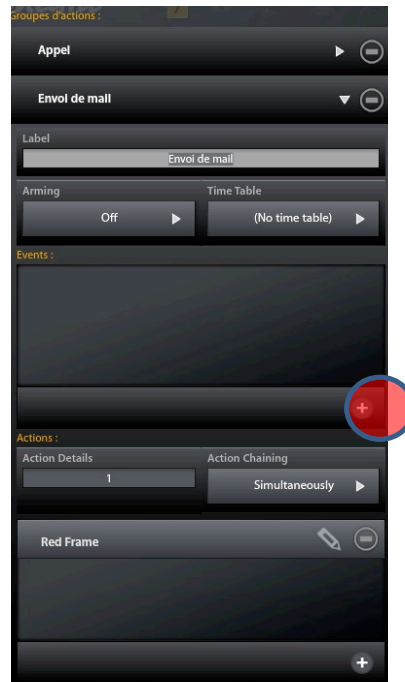 Groupes d'actions :
Appel
Envoi de mail
Label
Envoi de mail
Arming Time Table
Off (No time table)
Events :
+
Actions :
Action Details Action Chaining
1 Simultaneously
Red Frame
+